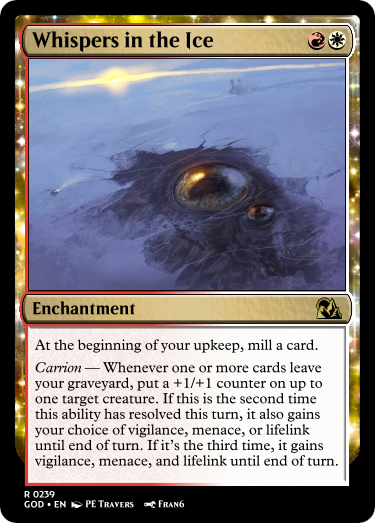 Whispers in the Ice
Enchantment
At the beginning of your upkeep, mill a card.
Carrion — Whenever one or more cards leave
your graveyard, put a +1/+1 counter on up to
one target creature. If this is the second time
this ability has resolved this turn, it also gains
your choice of vigilance, menace, or lifelink
until end of turn. If it's the third time, it gains
vigilance, menace, and lifelink until end of turn.
R 0239
GOD • EN PE Travers Fran6